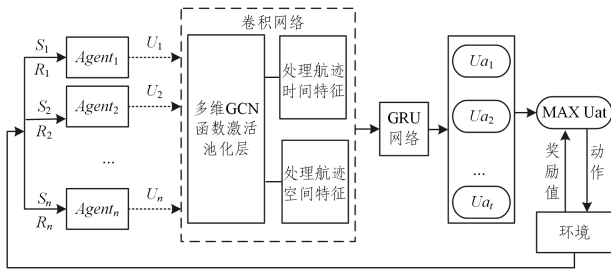 卷积网络
S1
R1
Agent1
U1
S2
R2
Agent2
U2
...
Sn
Rn
Agentn
Un
多维GCN
函数激活
池化层
处理航迹
时间特征
处理航迹
空间特征
GRU
网络
Ua1
Ua2
...
Uat
MAX Uat
奖励值
动作
环境